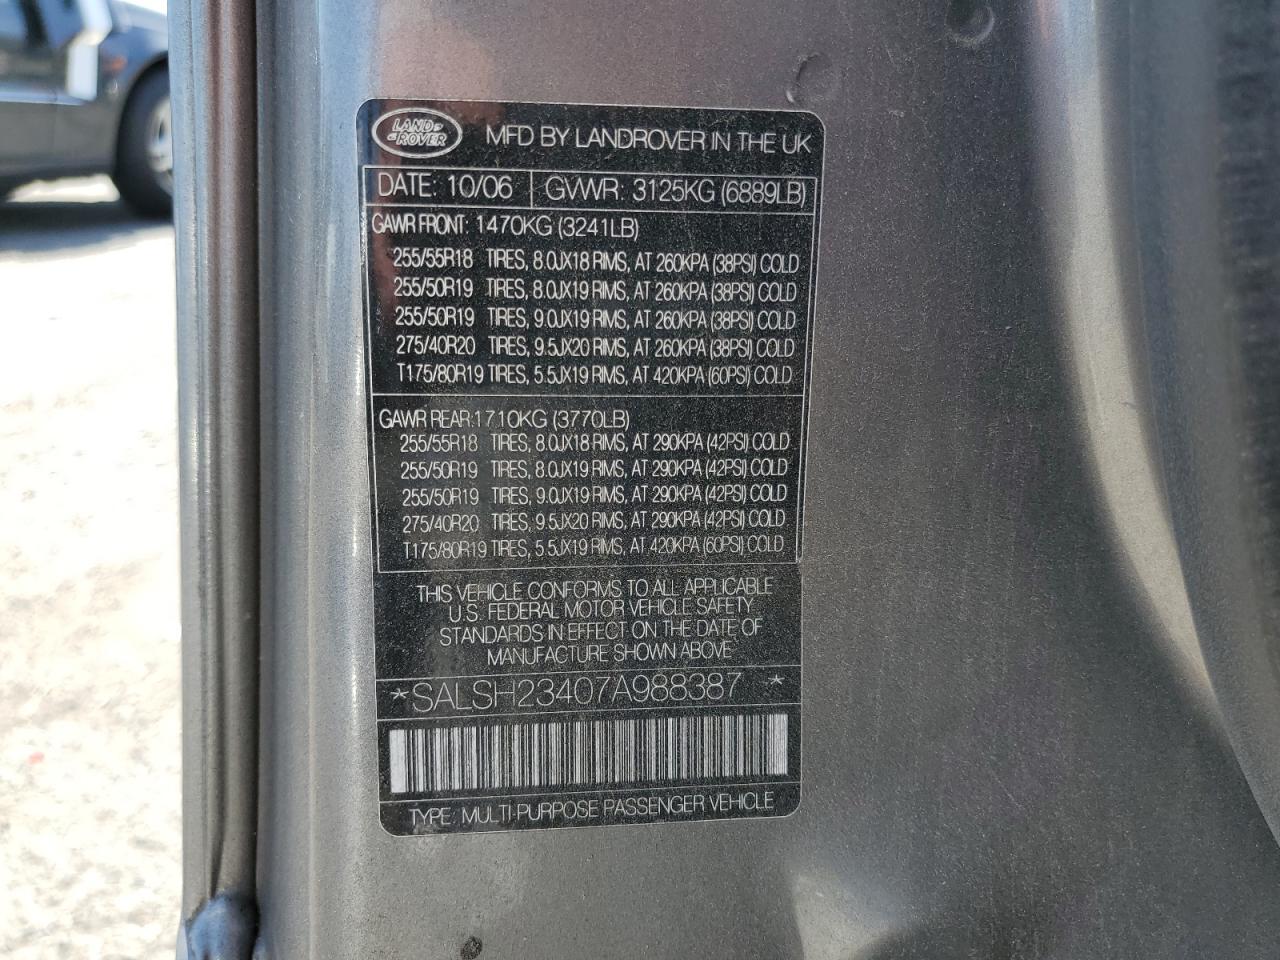 LAND
ROVER
MFD BY LANDROVER IN THE UK
DATE: 10/06 GVWR: 3125KG (6889LB)
GAWR FRONT: 1470KG (3241LB)
255/55R18 TIRES, 8.0JX18 RIMS, AT 260KPA (38PSI) COLD
255/50R19 TIRES, 8.0JX19 RIMS, AT 260KPA (38PSI) COLD
255/50R19 TIRES, 9.0JX19 RIMS, AT 260KPA (38PSI) COLD
275/40R20 TIRES, 9.5JX20 RIMS, AT 260KPA (38PSI) COLD
T175/80R19 TIRES, 5.5JX19 RIMS, AT 420KPA (60PSI) COLD
GAWR REAR:1710KG (3770LB)
255/55R18 TIRES, 8.0JX18 RIMS, AT 290KPA (42PSI) COLD
255/50R19 TIRES, 8.0JX19 RIMS, AT 290KPA (42PSI) COLD
255/50R19 TIRES, 9.0JX19 RIMS, AT 290KPA (42PSI) COLD
275/40R20 TIRES, 9.5JX20 RIMS, AT 290KPA (42PSI) COLD
T175/80R19 TIRES, 5.5JX19 RIMS, AT 420KPA (60PSI) COLD
THIS VEHICLE CONFORMS TO ALL APPLICABLE
U.S. FEDERAL MOTOR VEHICLE SAFETY
STANDARDS IN EFFECT ON THE DATE OF
MANUFACTURE SHOWN ABOVE
*SALSH23407A988387*
TYPE: MULTI-PURPOSE PASSENGER VEHICLE